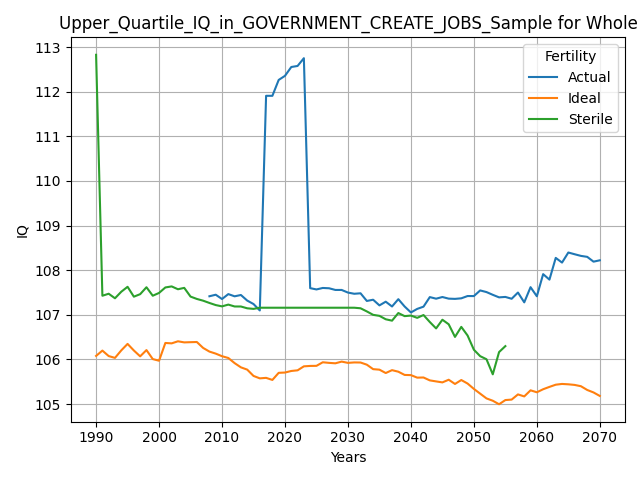 Upper_Quartile_IQ_in_GOVERNMENT_CREATE_JOBS_Sample for Whole
113
112
111
110
109
108
107
106
105
IQ
Fertility
Actual
Ideal
Sterile
1990 2000 2010 2020 2030 2040 2050 2060 2070
Years